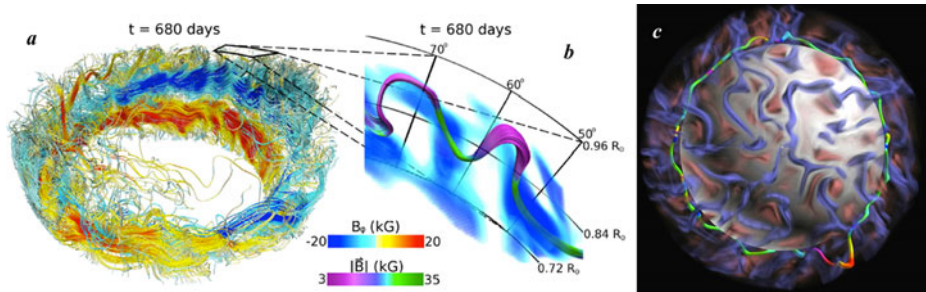 t = 680 days
t = 680 days
a
b
c
70°
60°
50°
0.96 R⊙
0.84 R⊙
0.72 R⊙
Bφ (kG)
-20 20
|B⃗| (kG)
3 35